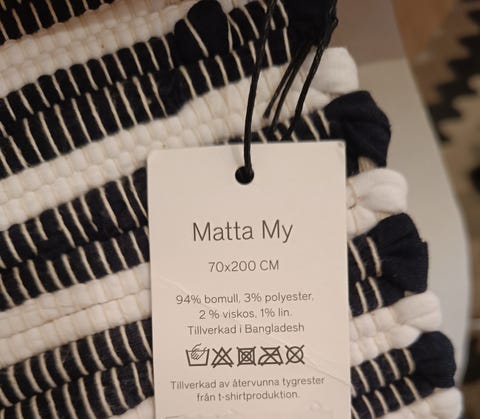 Matta My
70x200 CM
94% bomull, 3% polyester,
2 % viskos, 1% lin.
Tillverkad i Bangladesh
Tillverkad av återvunna tygrester
från t-shirtproduktion.